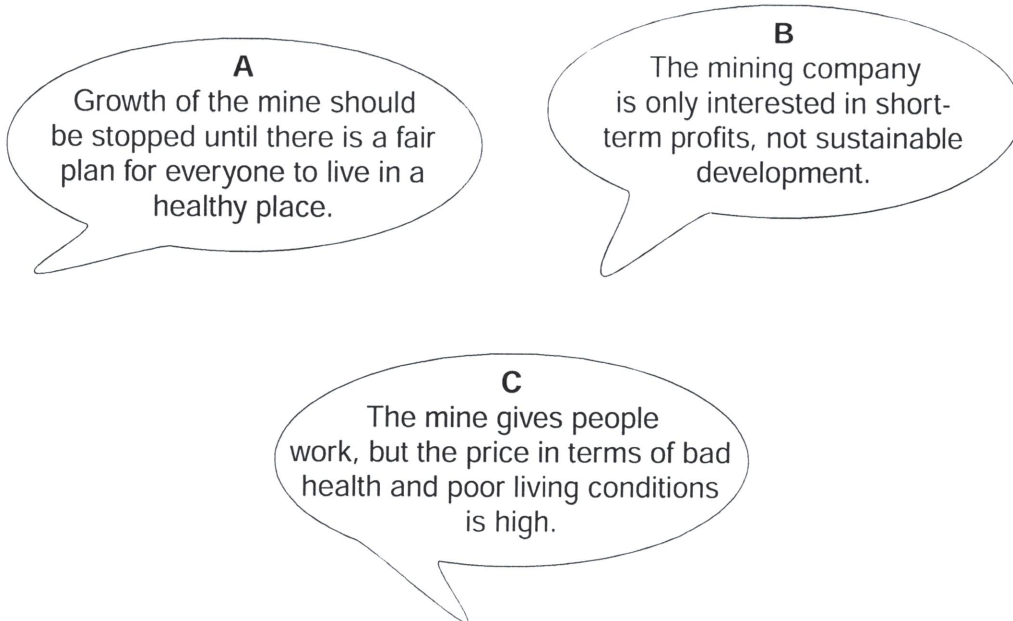 A
Growth of the mine should
be stopped until there is a fair
plan for everyone to live in a
healthy place.
B
The mining company
is only interested in short-
term profits, not sustainable
development.
C
The mine gives people
work, but the price in terms of bad
health and poor living conditions
is high.